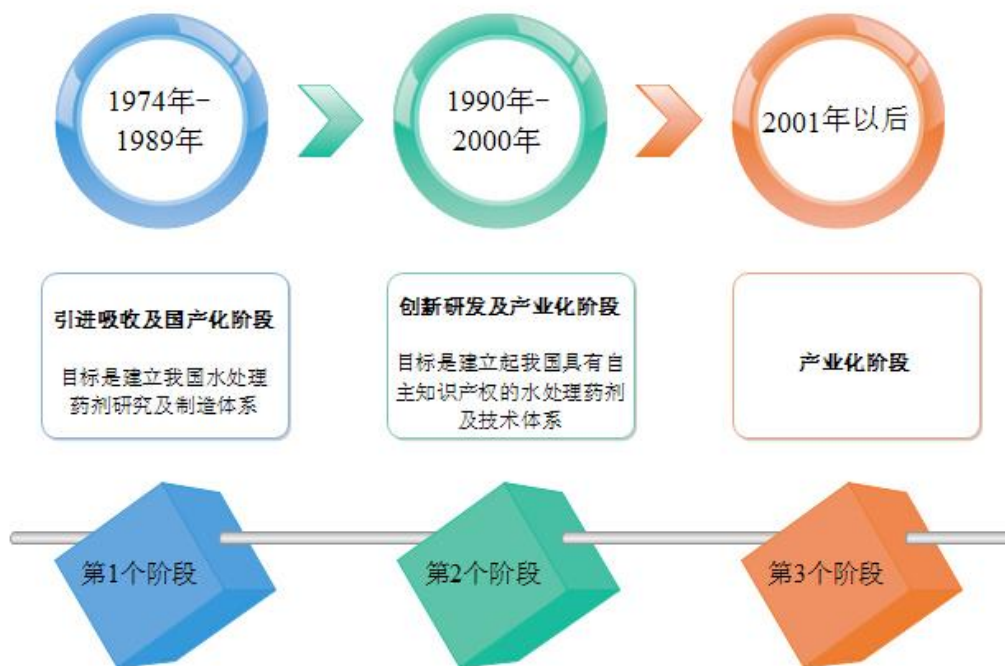 1974年-
1989年
1990年-
2000年
2001年以后
引进吸收及国产化阶段
目标是建立我国水处理
药剂研究及制造体系
创新研发及产业化阶段
目标是建立起我国具有自
主知识产权的水处理药剂
及技术体系
产业化阶段
第1个阶段
第2个阶段
第3个阶段